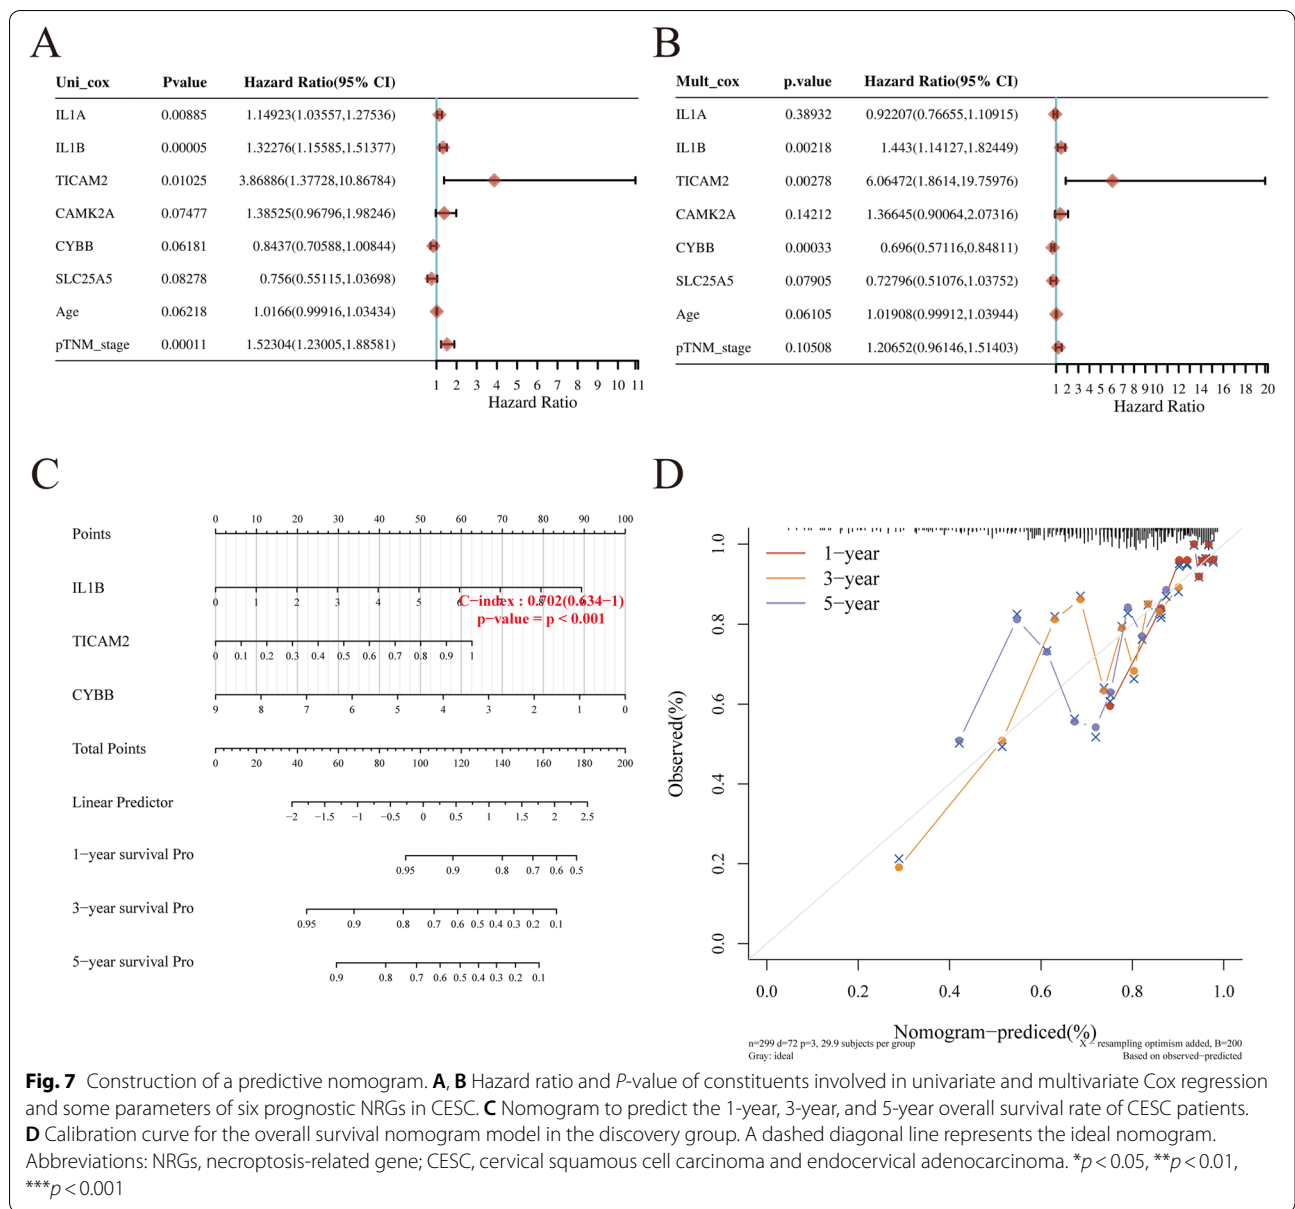 A
Uni_cox Pvalue Hazard Ratio(95% CI)
IL1A 0.00885 1.14923(1.03557,1.27536)
IL1B 0.00005 1.32276(1.15585,1.51377)
TICAM2 0.01025 3.86886(1.37728,10.86784)
CAMK2A 0.07477 1.38525(0.96796,1.98246)
CYBB 0.06181 0.8437(0.70588,1.00844)
SLC25A5 0.08278 0.756(0.55115,1.03698)
Age 0.06218 1.0166(0.99916,1.03434)
pTNM_stage 0.00011 1.52304(1.23005,1.88581)
1 2 3 4 5 6 7 8 9 10 11
Hazard Ratio
B
Mult_cox p.value Hazard Ratio(95% CI)
IL1A 0.38932 0.92207(0.76655,1.10915)
IL1B 0.00218 1.443(1.14127,1.82449)
TICAM2 0.00278 6.06472(1.8614,19.75976)
CAMK2A 0.14212 1.36645(0.90064,2.07316)
CYBB 0.00033 0.696(0.57116,0.84811)
SLC25A5 0.07905 0.72796(0.51076,1.03752)
Age 0.06105 1.01908(0.99912,1.03944)
pTNM_stage 0.10508 1.20652(0.96146,1.51403)
1 2 3 4 5 6 7 8 9 10 12 14 16 18 20
Hazard Ratio
C
Points 0 10 20 30 40 50 60 70 80 90 100
IL1B 0 1 2 3 4 5 6 8
C−index : 0.702(0.634−1)
p−value = p < 0.001
TICAM2 0 0.1 0.2 0.3 0.4 0.5 0.6 0.7 0.8 0.9 1
CYBB 9 8 7 6 5 4 3 2 1 0
Total Points 0 20 40 60 80 100 120 140 160 180 200
Linear Predictor −2 −1.5 −1 −0.5 0 0.5 1 1.5 2 2.5
1−year survival Pro 0.95 0.9 0.8 0.7 0.6 0.5
3−year survival Pro 0.95 0.9 0.8 0.7 0.6 0.5 0.4 0.3 0.2 0.1
5−year survival Pro 0.9 0.8 0.7 0.6 0.5 0.4 0.3 0.2 0.1
D
1−year
3−year
5−year
Observed(%)
1.0
0.8
0.6
0.4
0.2
0.0
0.0 0.2 0.4 0.6 0.8 1.0
Nomogram−prediced(%)
n=299 d=72 p=3, 29.9 subjects per group
Gray: ideal
X − resampling optimism added, B=200
Based on observed−predicted
Fig. 7 Construction of a predictive nomogram. A, B Hazard ratio and P-value of constituents involved in univariate and multivariate Cox regression
and some parameters of six prognostic NRGs in CESC. C Nomogram to predict the 1-year, 3-year, and 5-year overall survival rate of CESC patients.
D Calibration curve for the overall survival nomogram model in the discovery group. A dashed diagonal line represents the ideal nomogram.
Abbreviations: NRGs, necroptosis-related gene; CESC, cervical squamous cell carcinoma and endocervical adenocarcinoma. *p < 0.05, **p < 0.01,
***p < 0.001